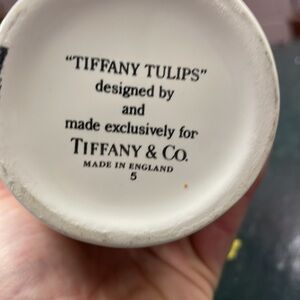 "TIFFANY TULIPS"
designed by
and
made exclusively for
TIFFANY & CO.
MADE IN ENGLAND
5